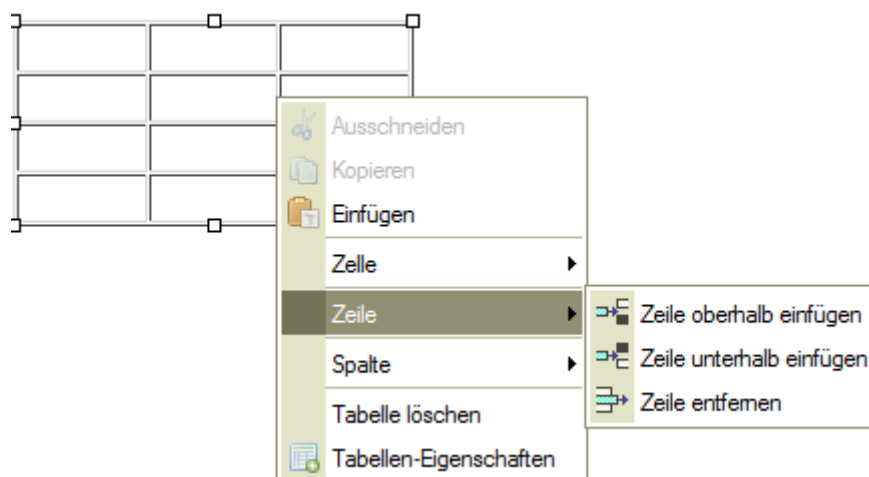 Ausschneiden
Kopieren
Einfügen
Zelle
Zeile
Zeile oberhalb einfügen
Zeile unterhalb einfügen
Zeile entfernen
Spalte
Tabelle löschen
Tabellen-Eigenschaften